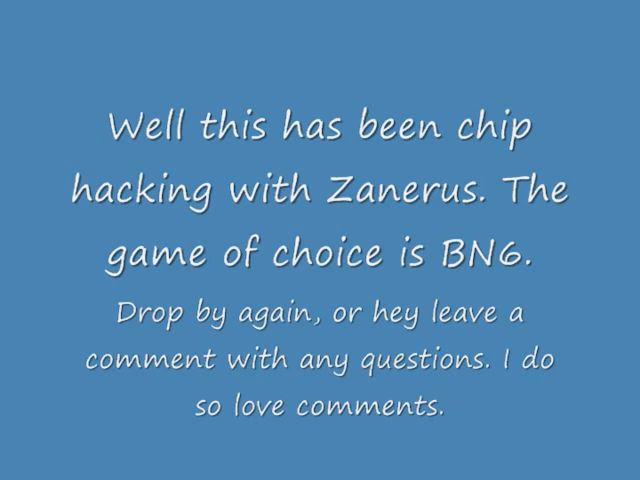 Well this has been chip
hacking with Zanerus. The
game of choice is BN6.
Drop by again, or hey leave a
comment with any questions. I do
so love comments.